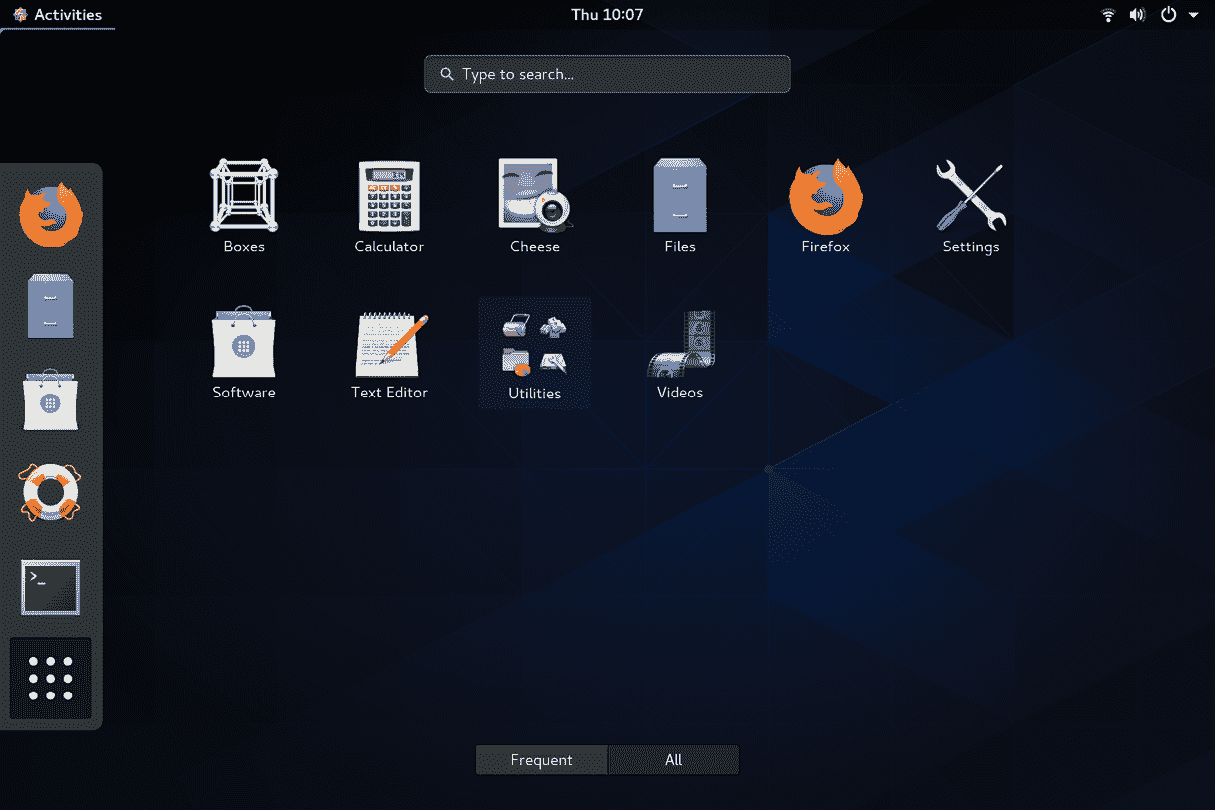 Activities
Thu 10:07
Type to search...
Boxes
Calculator
Cheese
Files
Firefox
Settings
Software
Text Editor
Utilities
Videos
>_
Frequent
All